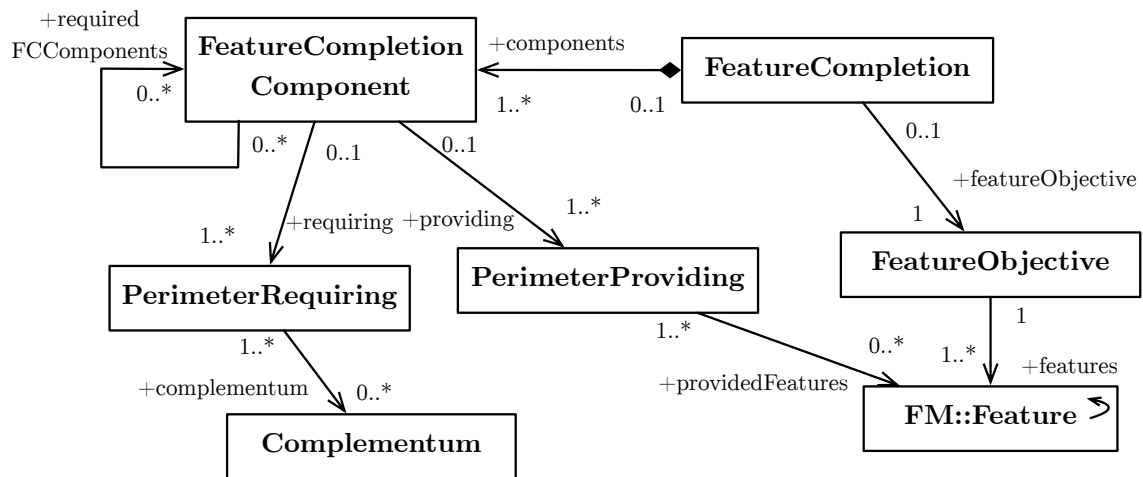 +required
FCComponents
0..*
FeatureCompletion
Component
+components
1..*
0..1
FeatureCompletion
0..*
0..1
0..1
0..1
+featureObjective
1
1..*
+requiring
+providing
1..*
PerimeterRequiring
PerimeterProviding
FeatureObjective
1..*
+complementum
0..*
1..*
0..*
+providedFeatures
1
1..*
+features
Complementum
FM::Feature